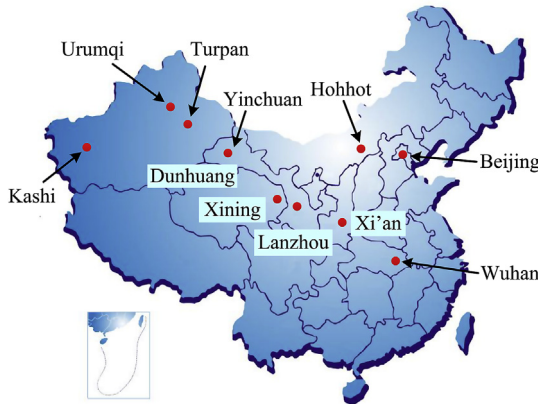 Urumqi
Turpan
Yinchuan
Hohhot
Beijing
Kashi
Dunhuang
Xining
Lanzhou
Xi'an
Wuhan